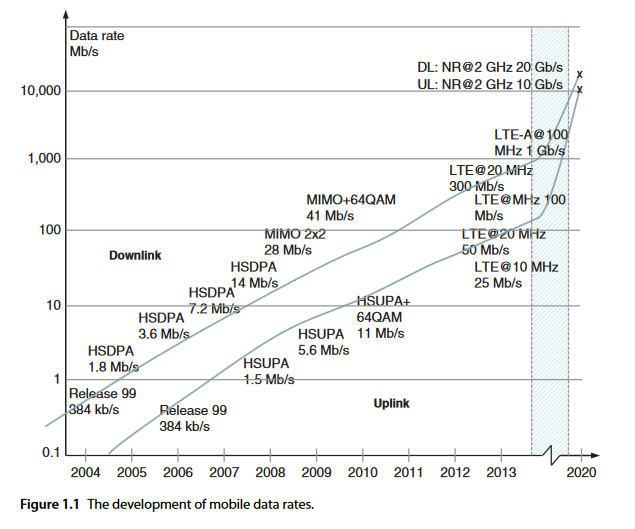 Data rate
Mb/s
DL: NR@2 GHz 20 Gb/s
UL: NR@2 GHz 10 Gb/s
x
x
10,000
LTE-A@100
MHz 1 Gb/s
1,000
LTE@20 MHz
300 Mb/s
MIMO+64QAM
41 Mb/s
LTE@MHz 100
Mb/s
100
MIMO 2x2
28 Mb/s
LTE@20 MHz
50 Mb/s
Downlink
HSDPA
14 Mb/s
LTE@10 MHz
25 Mb/s
HSDPA
7.2 Mb/s
10
HSUPA+
64QAM
11 Mb/s
HSDPA
3.6 Mb/s
HSUPA
5.6 Mb/s
HSDPA
1.8 Mb/s
HSUPA
1.5 Mb/s
1
Release 99
384 kb/s
Release 99
384 kb/s
Uplink
0.1
2004 2005 2006 2007 2008 2009 2010 2011 2012 2013 2020
Figure 1.1 The development of mobile data rates.